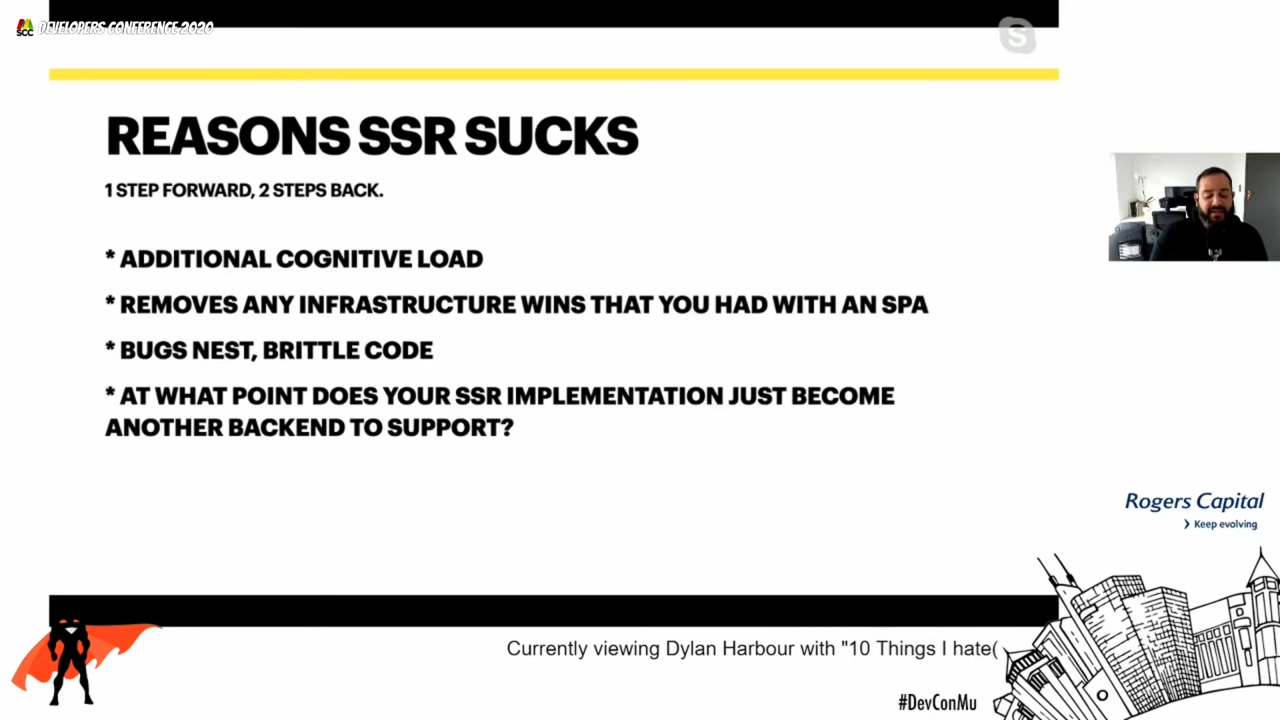 SCC DEVELOPERS CONFERENCE 2020
S
REASONS SSR SUCKS
1 STEP FORWARD, 2 STEPS BACK.
* ADDITIONAL COGNITIVE LOAD
* REMOVES ANY INFRASTRUCTURE WINS THAT YOU HAD WITH AN SPA
* BUGS NEST, BRITTLE CODE
* AT WHAT POINT DOES YOUR SSR IMPLEMENTATION JUST BECOME
ANOTHER BACKEND TO SUPPORT?
Rogers Capital
Keep evolving
Currently viewing Dylan Harbour with "10 Things I hate(
#DevConMu